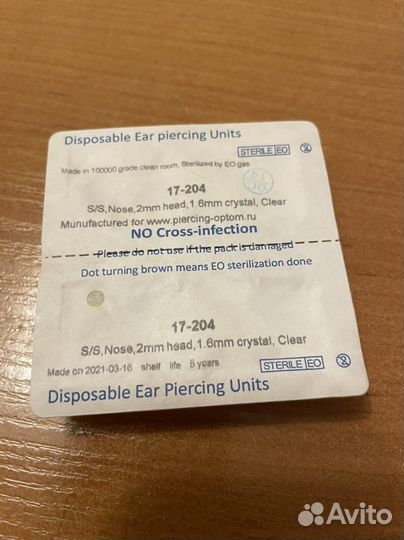 Disposable Ear piercing Units
STERILE EO
Made in 100000 grade clean room, Sterilized by EO gas
17-204
S/S,Nose,2mm head,1.6mm crystal, Clear
Munufactured for www.piercing-optom.ru
NO Cross-infection
Please do not use if the pack is damaged
Dot turning brown means EO sterilization done
17-204
S/S,Nose,2mm head,1.6mm crystal, Clear
Made on 2021-03-16 shelf life 5 years
STERILE EO
Disposable Ear Piercing Units
Avito